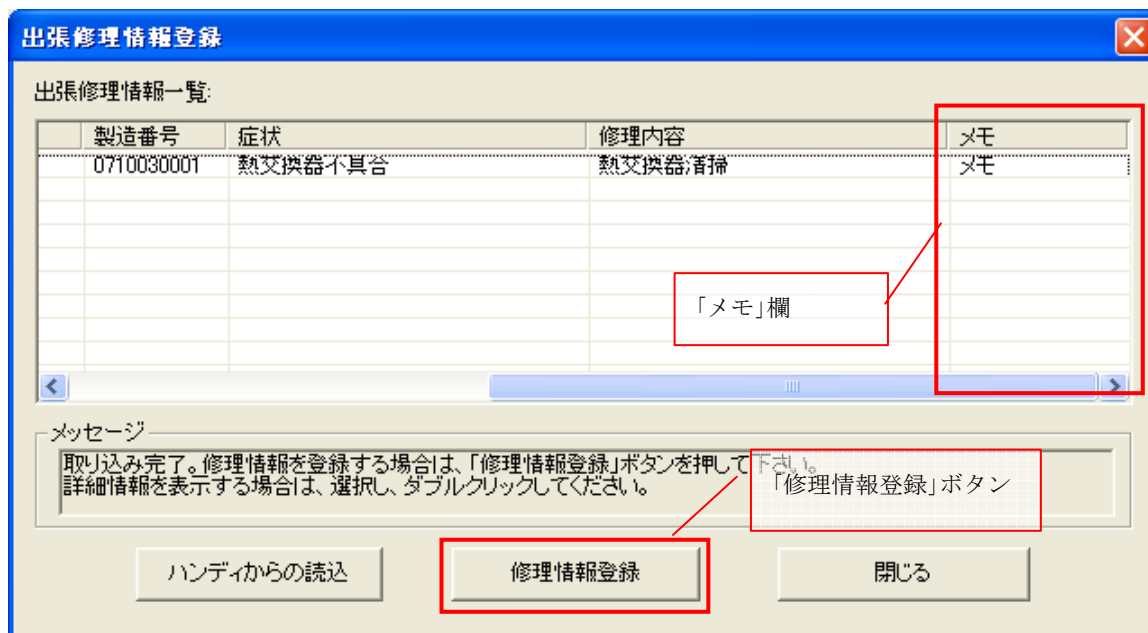 出張修理情報登録
出張修理情報一覧:
製造番号 症状 修理内容 メモ
0710030001 熱交換器不具合 熱交換器清掃 メモ
「メモ」欄
メッセージ
取り込み完了。修理情報を登録する場合は、「修理情報登録」ボタンを押して下さい。
詳細情報を表示する場合は、選択し、ダブルクリックしてください。
「修理情報登録」ボタン
ハンディからの読込 修理情報登録 閉じる